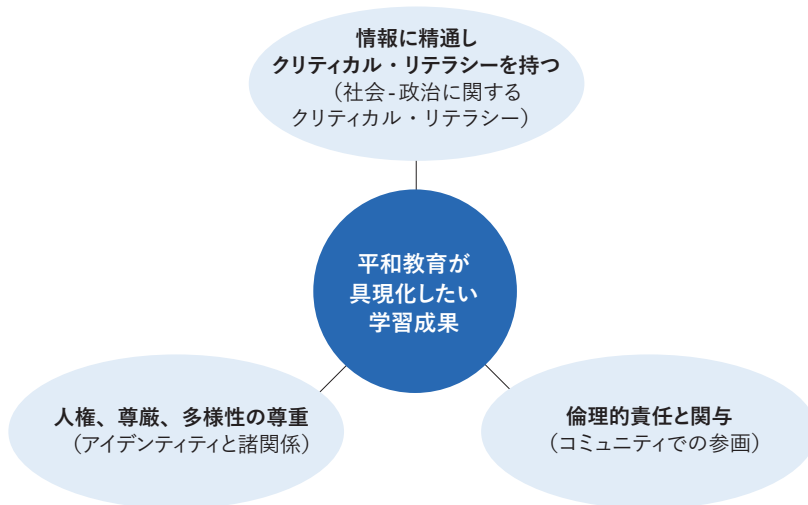 情報に精通し
クリティカル・リテラシーを持つ
（社会-政治に関する
クリティカル・リテラシー）
平和教育が
具現化したい
学習成果
人権、尊厳、多様性の尊重
（アイデンティティと諸関係）
倫理的責任と関与
（コミュニティでの参画）